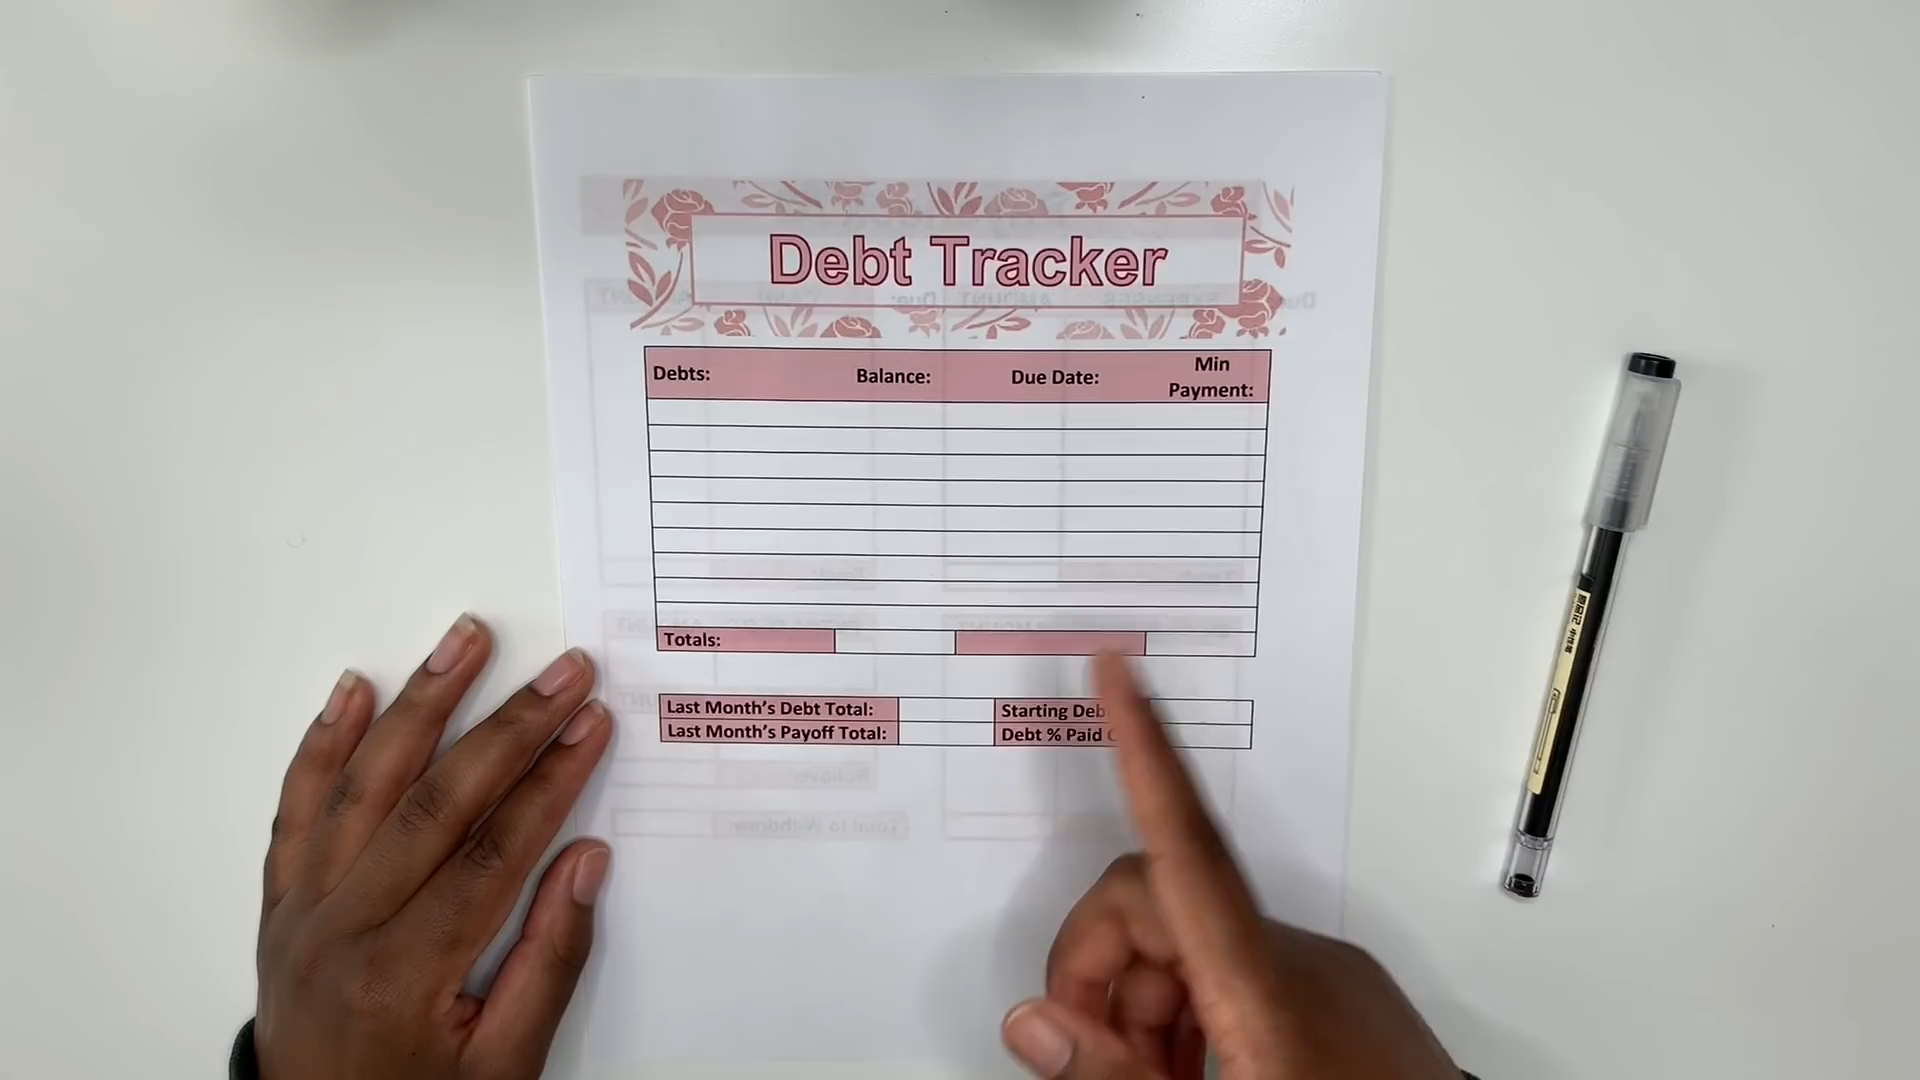 Debt Tracker
Debts: Balance: Due Date: Min Payment:
Totals:
Last Month's Debt Total: Starting Deb
Last Month's Payoff Total: Debt % Paid